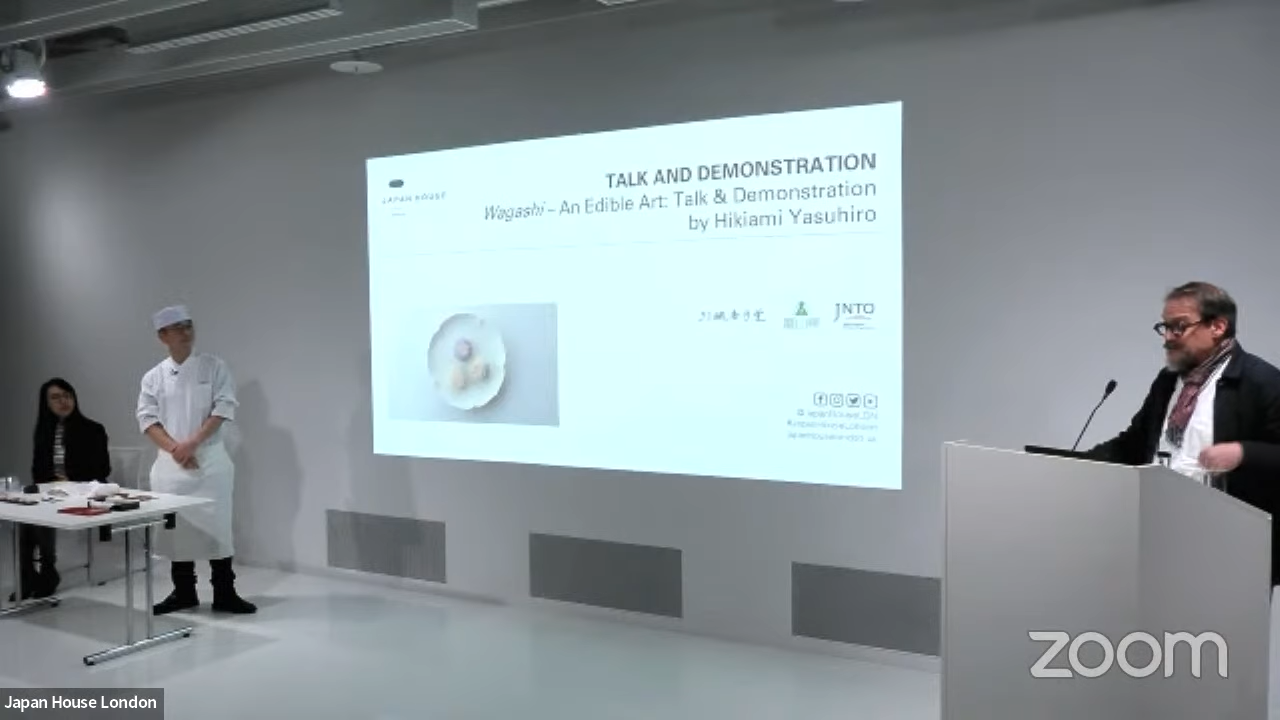 JAPAN HOUSE
TALK AND DEMONSTRATION
Wagashi – An Edible Art: Talk & Demonstration
by Hikiami Yasuhiro
JNTO
zoom
Japan House London